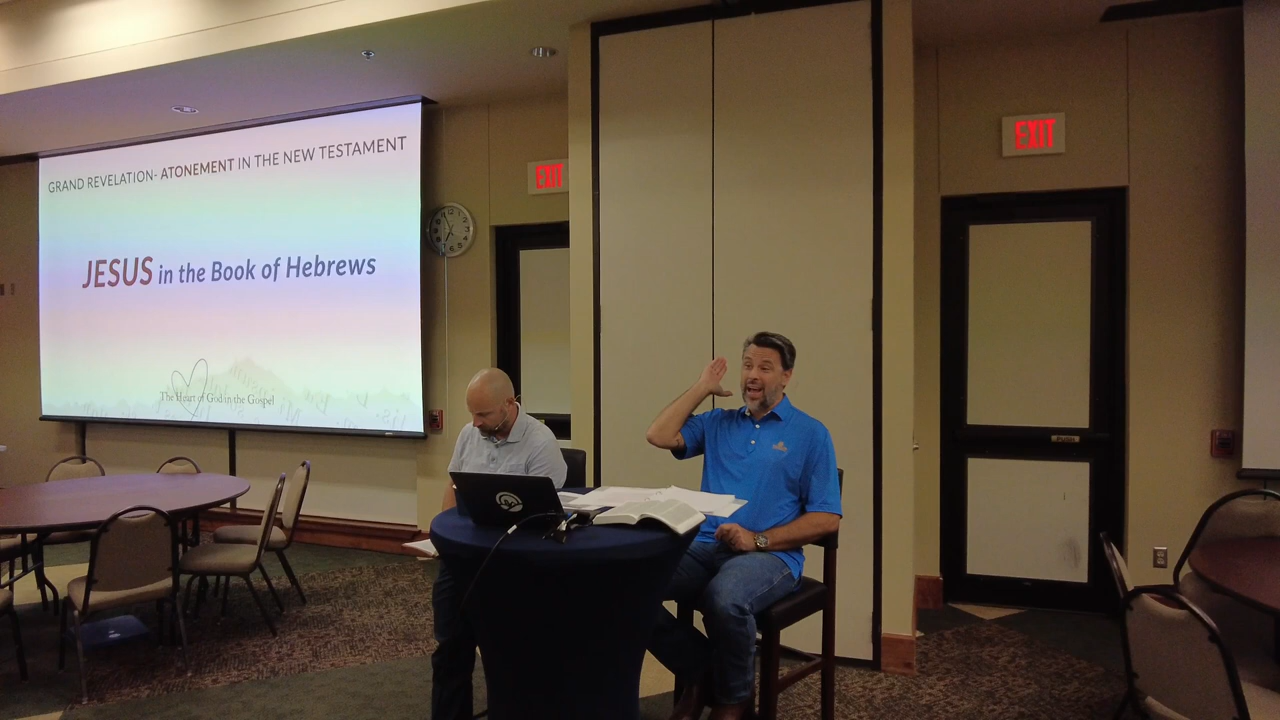 GRAND REVELATION- ATONEMENT IN THE NEW TESTAMENT
JESUS in the Book of Hebrews
The Heart of God in the Gospel
EXIT
EXIT
PUSH